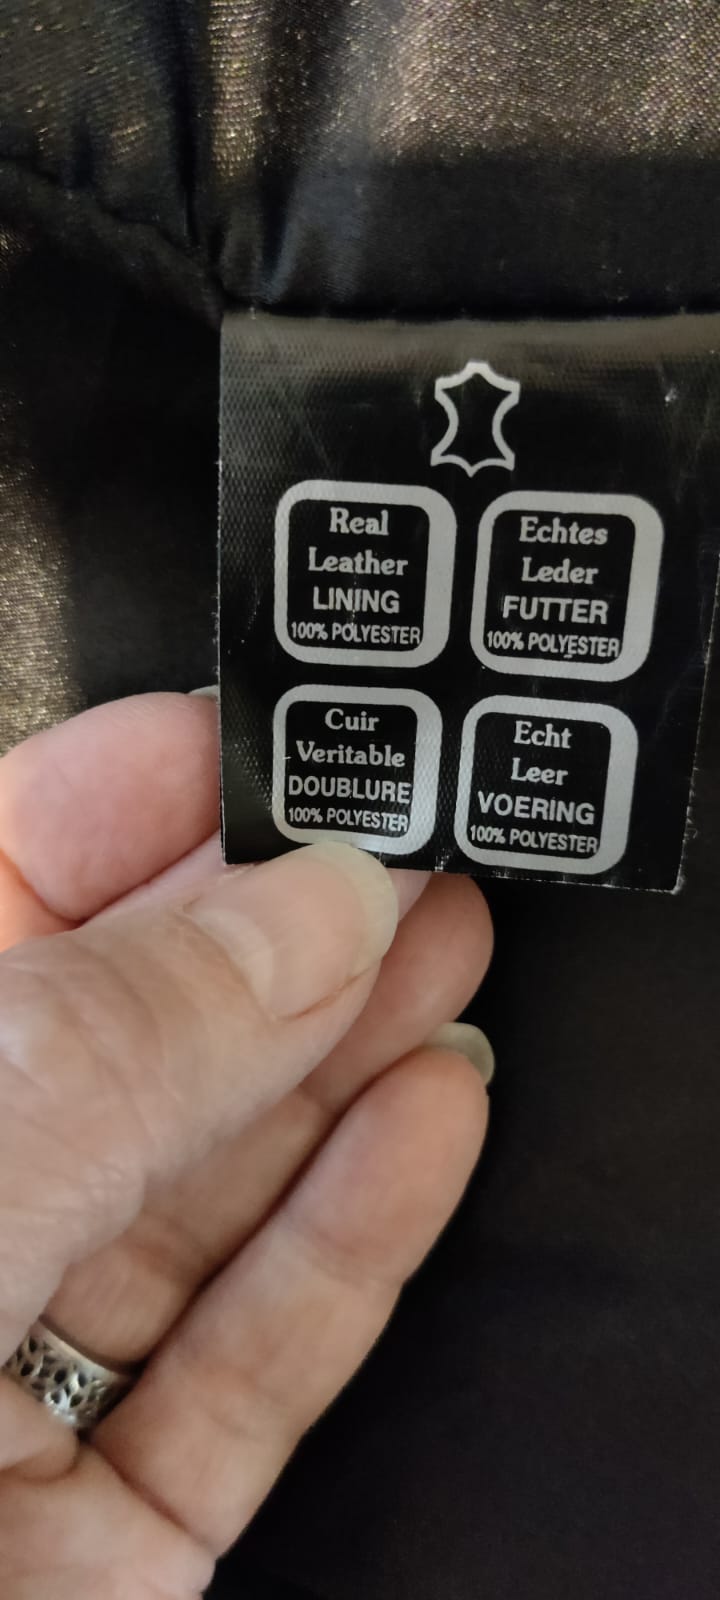 Real
Leather
LINING
100% POLYESTER
Echtes
Leder
FUTTER
100% POLYESTER
Cuir
Veritable
DOUBLURE
100% POLYESTER
Echt
Leer
VOERING
100% POLYESTER